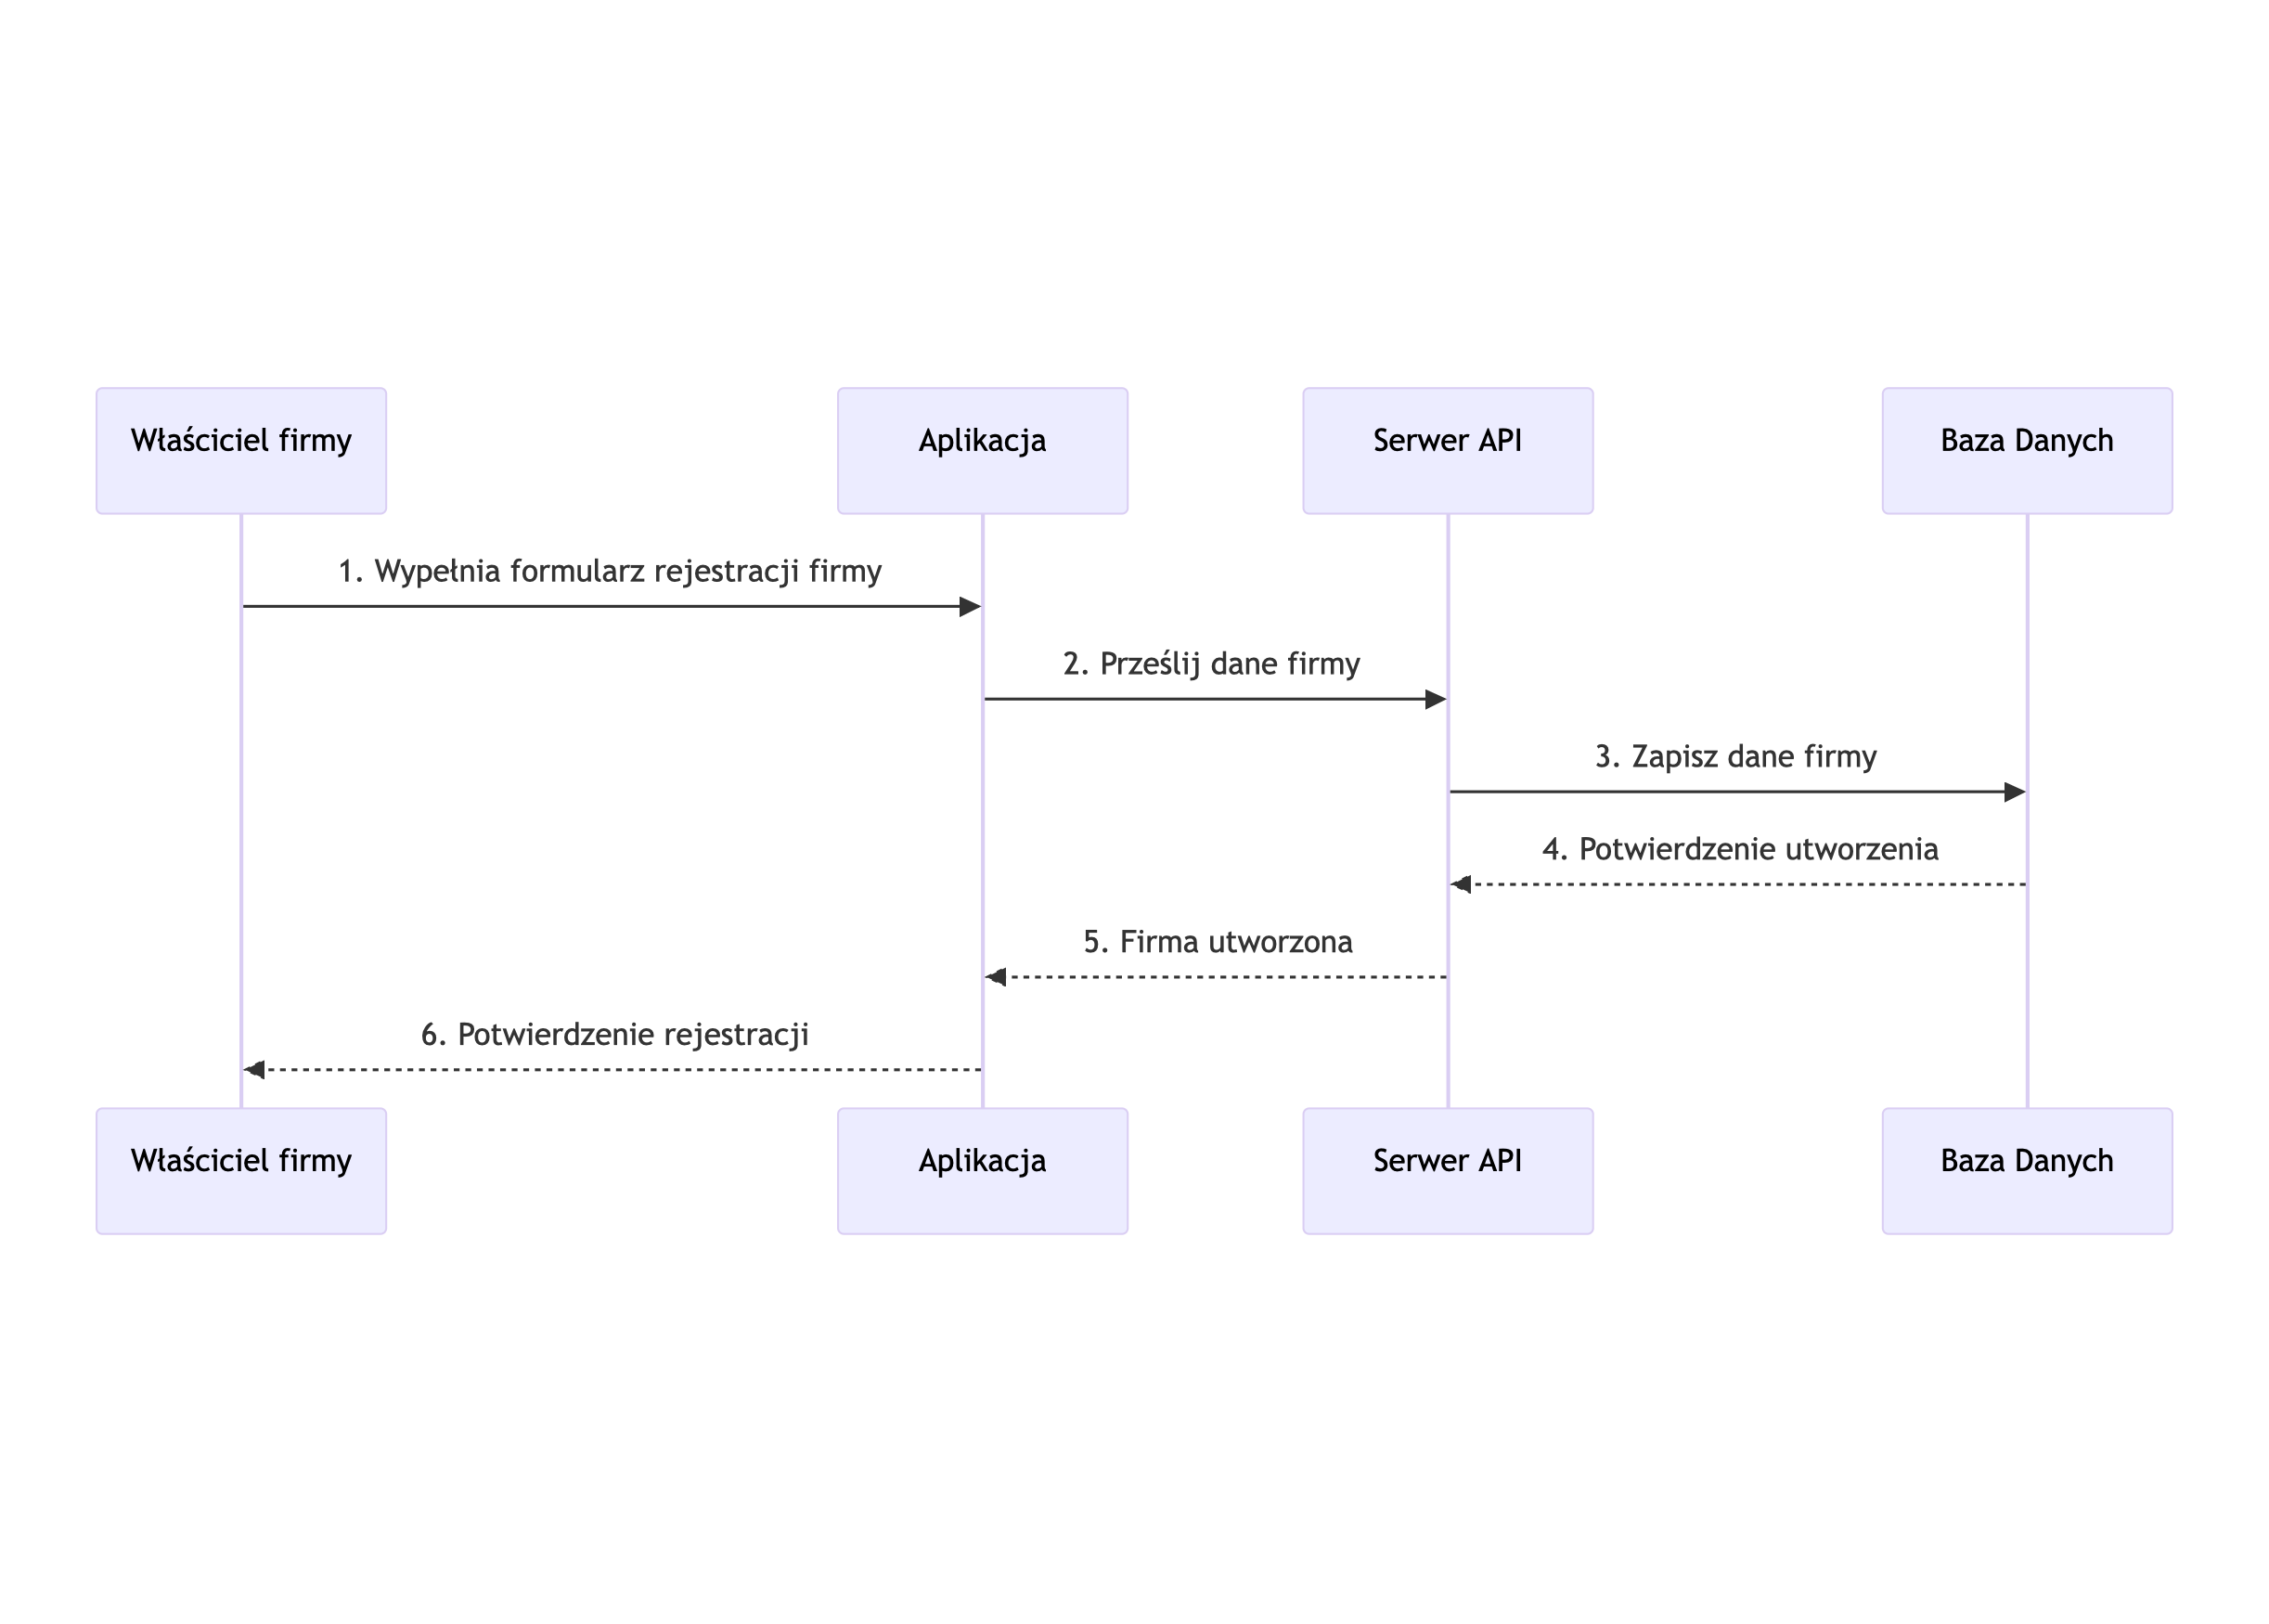 Właściciel firmy
Aplikacja
Serwer API
Baza Danych
1. Wypełnia formularz rejestracji firmy
2. Prześlij dane firmy
3. Zapisz dane firmy
4. Potwierdzenie utworzenia
5. Firma utworzona
6. Potwierdzenie rejestracji
Właściciel firmy
Aplikacja
Serwer API
Baza Danych